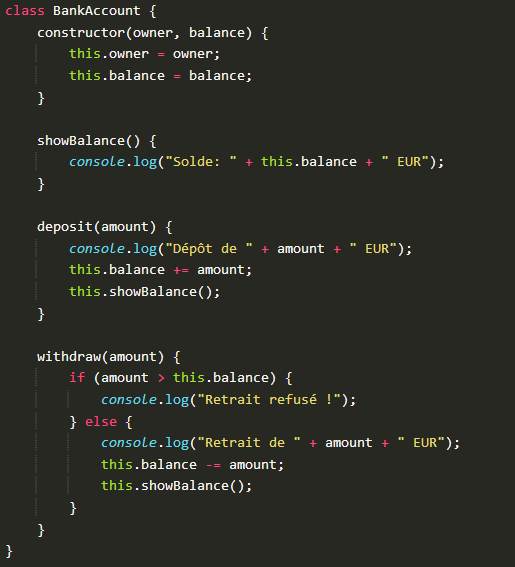 class BankAccount {
    constructor(owner, balance) {
        this.owner = owner;
        this.balance = balance;
    }

    showBalance() {
        console.log("Solde: " + this.balance + " EUR");
    }

    deposit(amount) {
        console.log("Dépôt de " + amount + " EUR");
        this.balance += amount;
        this.showBalance();
    }

    withdraw(amount) {
        if (amount > this.balance) {
            console.log("Retrait refusé !");
        } else {
            console.log("Retrait de " + amount + " EUR");
            this.balance -= amount;
            this.showBalance();
        }
    }
}